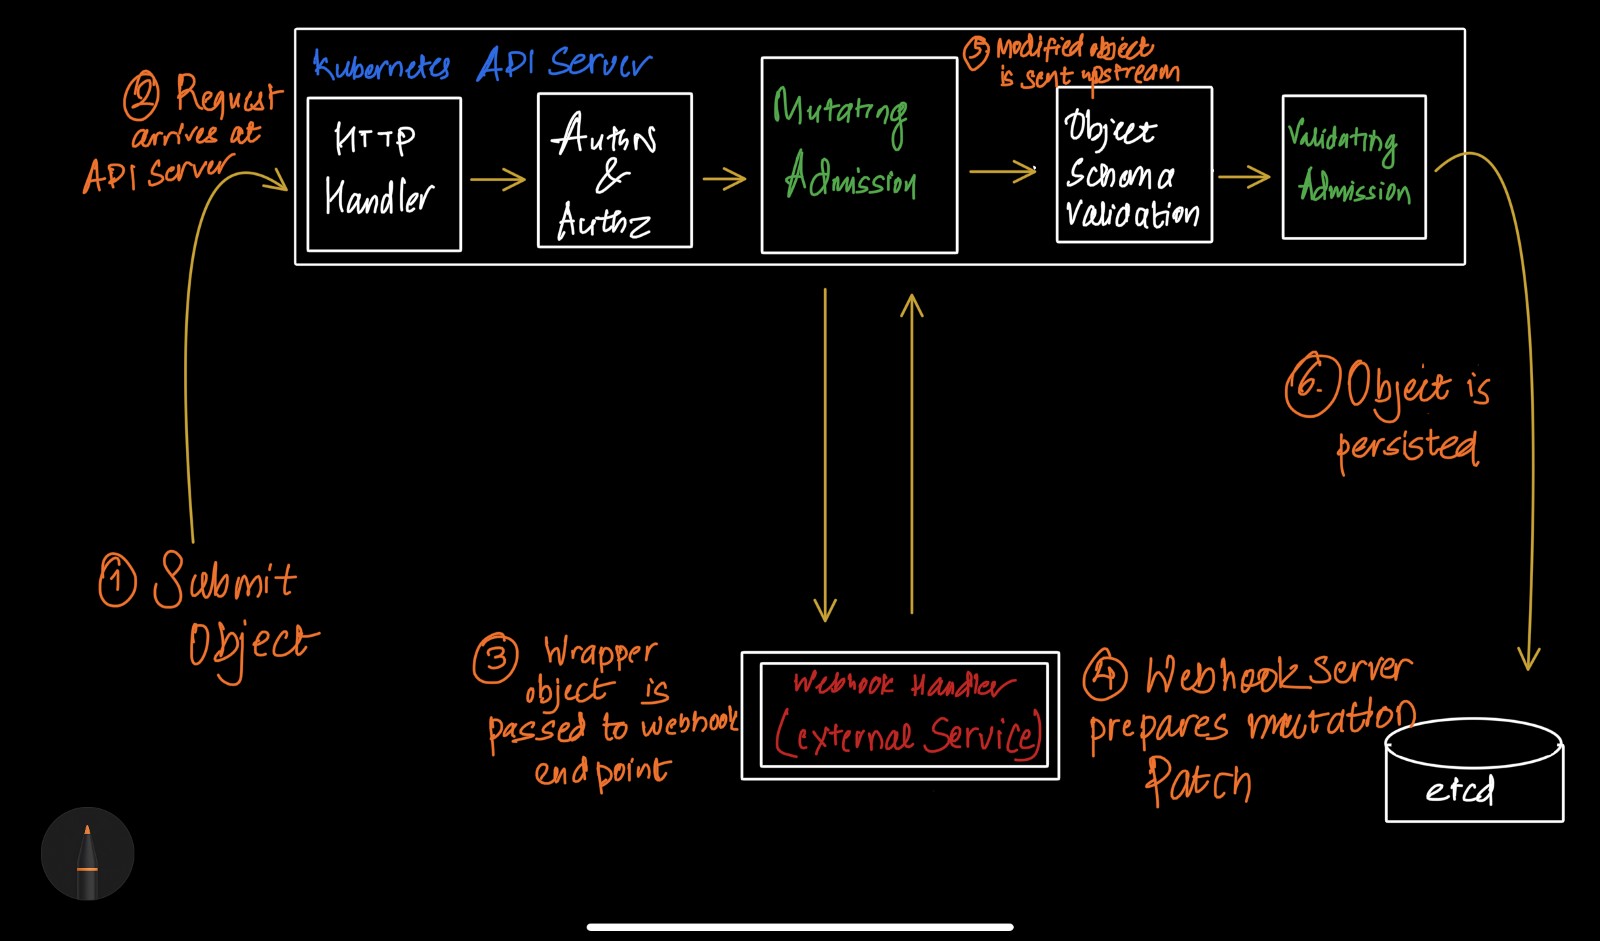 Kubernetes API Server
② Request
arrives at
API Server
HTTP
Handler
AuthN
&
AuthZ
Mutating
Admission
⑤ Modified object
is sent upstream
Object
Schema
Validation
Validating
Admission
⑥. Object is
persisted
① Submit
Object
③ Wrapper
object is
passed to webhook
endpoint
Webhook Handler
(external Service)
④ Webhook Server
prepares mutation
Patch
etcd